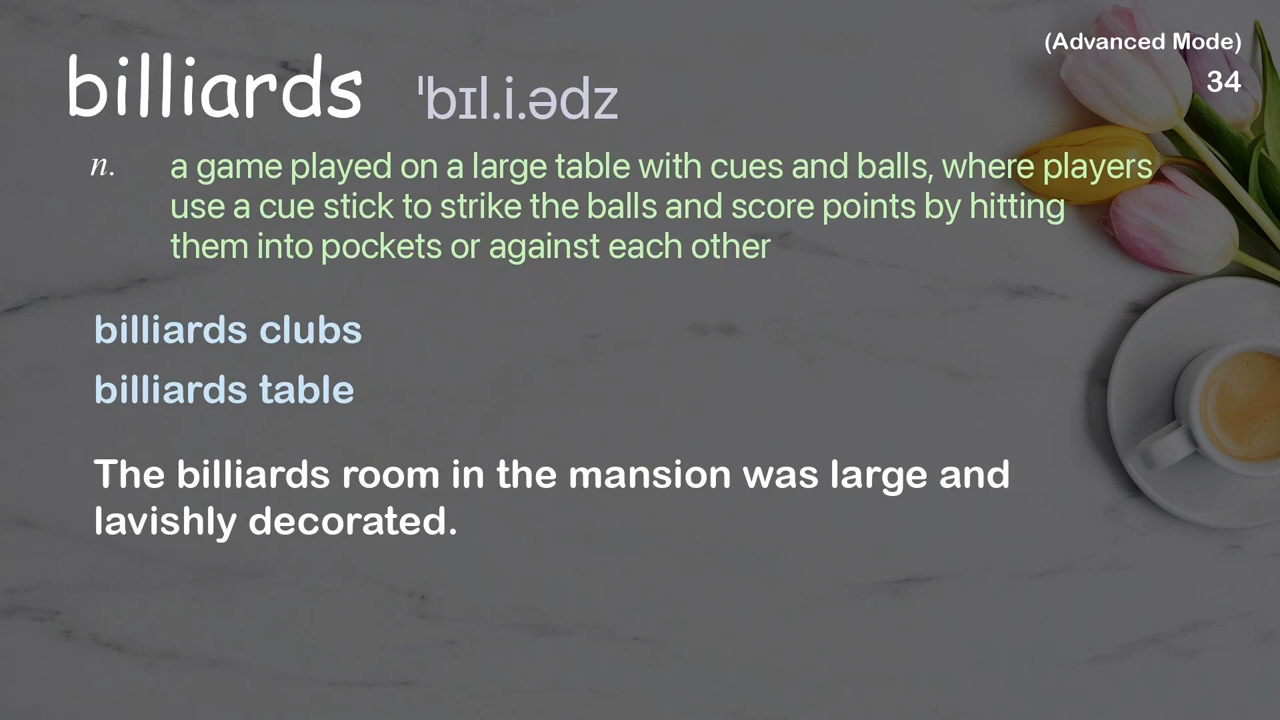 (Advanced Mode)
34
billiards ˈbɪl.i.ədz
n. a game played on a large table with cues and balls, where players
use a cue stick to strike the balls and score points by hitting
them into pockets or against each other
billiards clubs
billiards table
The billiards room in the mansion was large and
lavishly decorated.